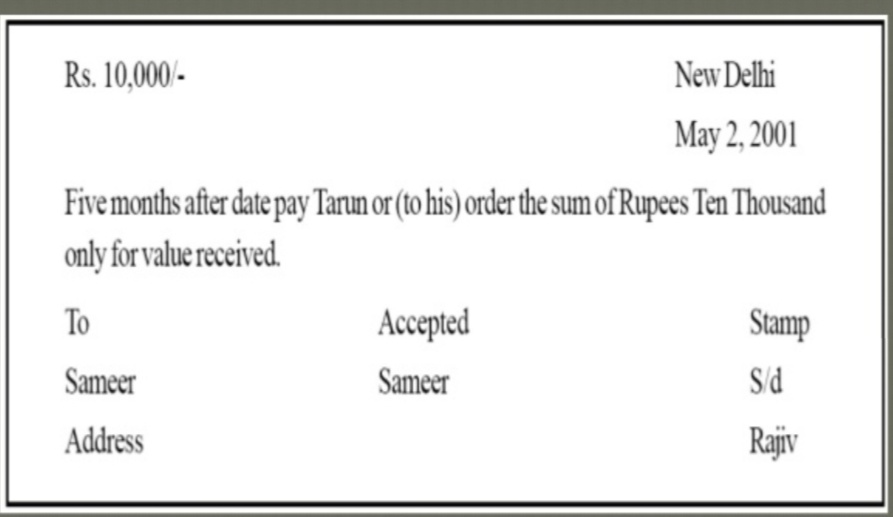 Rs. 10,000/- New Delhi
May 2, 2001
Five months after date pay Tarun or (to his) order the sum of Rupees Ten Thousand
only for value received.
To Accepted Stamp
Sameer Sameer S/d
Address Rajiv